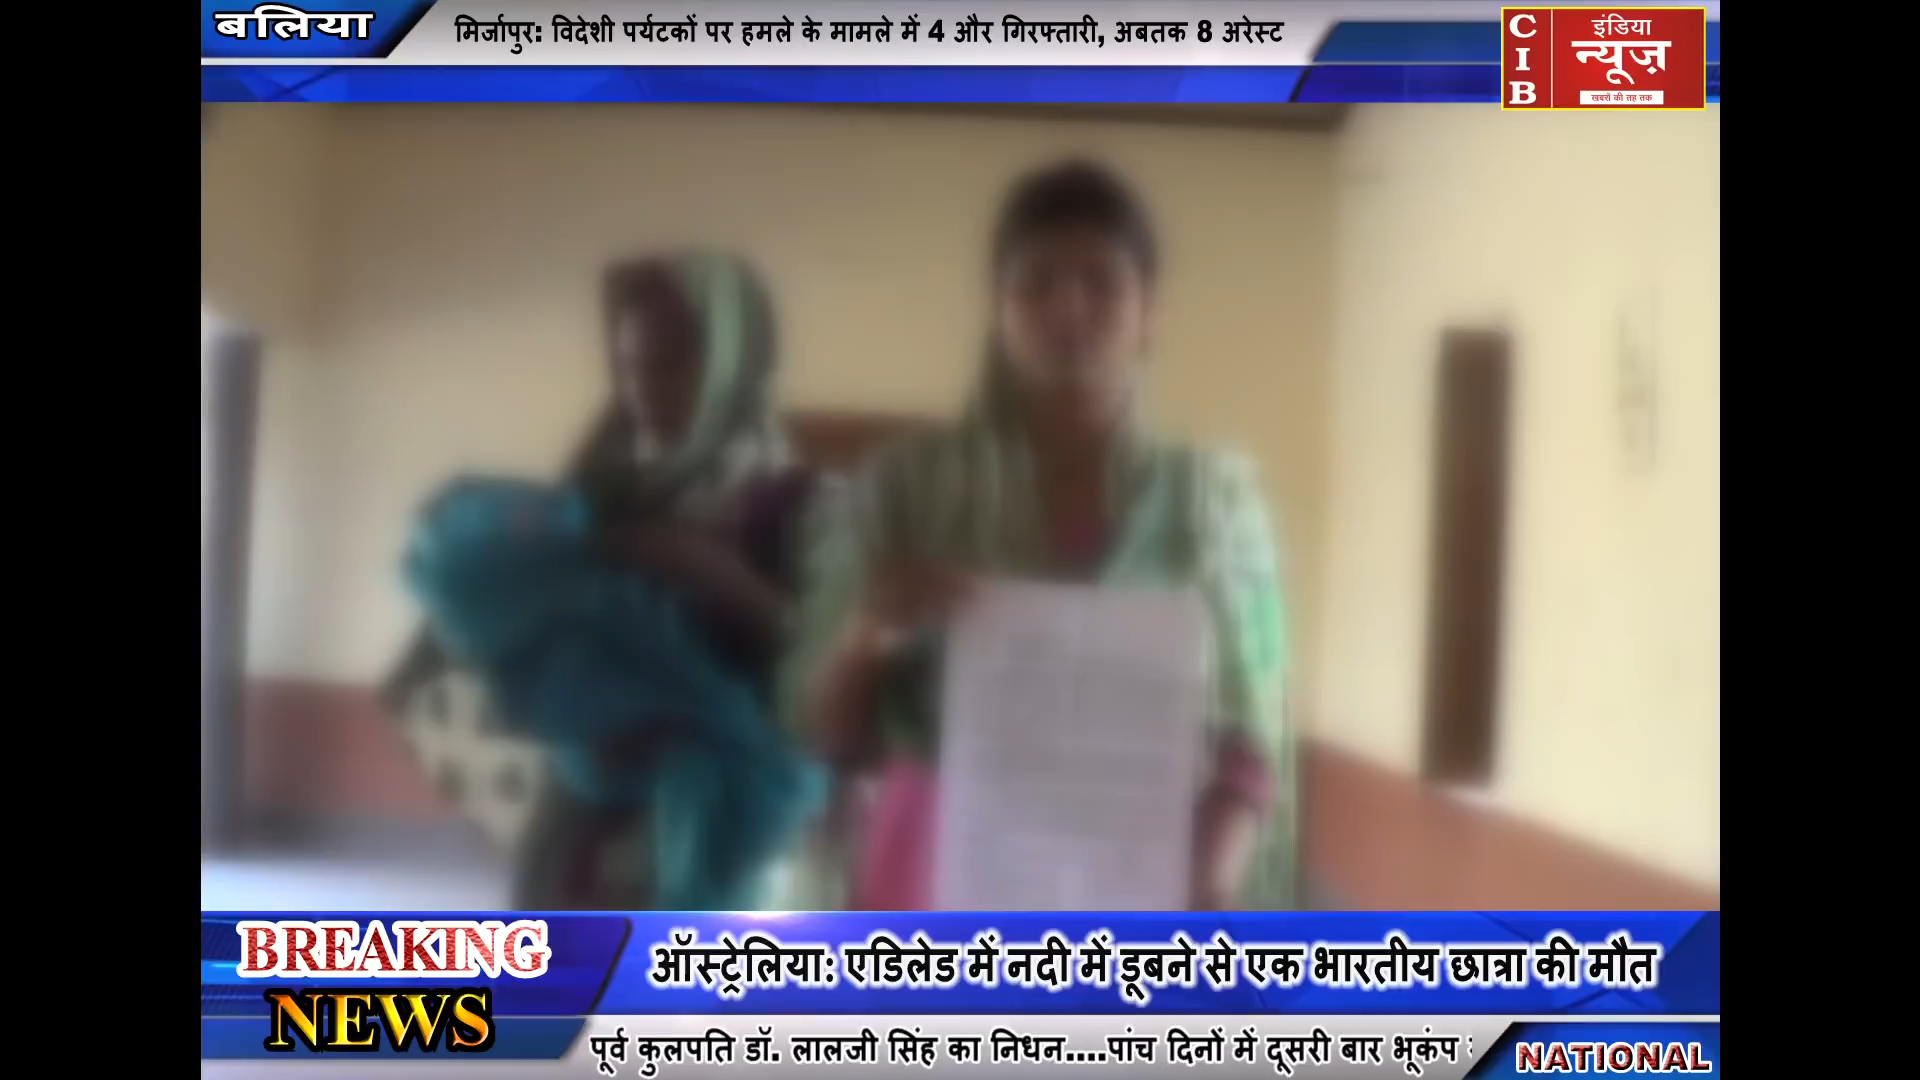 बलिया
मिर्जापुर: विदेशी पर्यटकों पर हमले के मामले में 4 और गिरफ्तारी, अबतक 8 अरेस्ट
CIB
इंडिया
न्यूज़
खबरों की तह तक
BREAKING
NEWS
ऑस्ट्रेलिया: एडिलेड में नदी में डूबने से एक भारतीय छात्रा की मौत
पूर्व कुलपति डॉ. लालजी सिंह का निधन....पांच दिनों में दूसरी बार भूकंप
NATIONAL